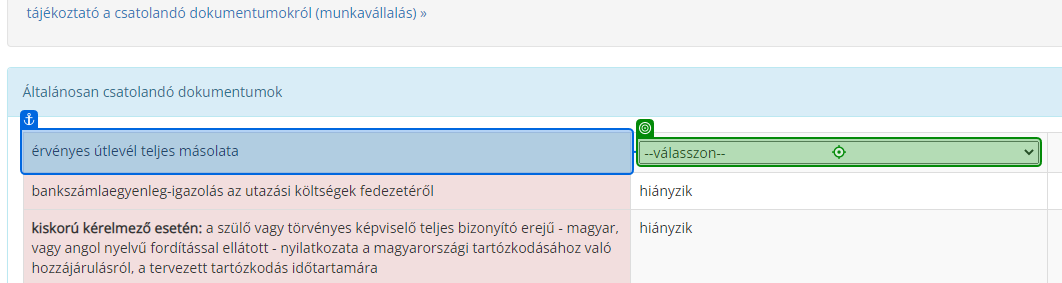 tájékoztató a csatolandó dokumentumokról (munkavállalás) »
Általánosan csatolandó dokumentumok
érvényes útlevél teljes másolata
--válasszon--
bankszámlaegyenleg-igazolás az utazási költségek fedezetéről
hiányzik
kiskorú kérelmező esetén: a szülő vagy törvényes képviselő teljes bizonyító erejű - magyar,
vagy angol nyelvű fordítással ellátott - nyilatkozata a magyarországi tartózkodásához való
hozzájárulásról, a tervezett tartózkodás időtartamára
hiányzik